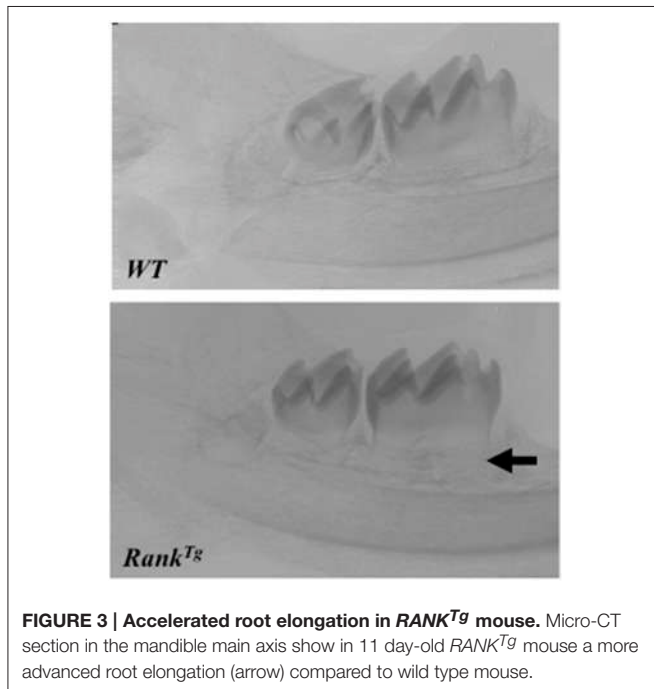 WT
Rank^Tg
FIGURE 3 | Accelerated root elongation in RANK^Tg mouse. Micro-CT
section in the mandible main axis show in 11 day-old RANK^Tg mouse a more
advanced root elongation (arrow) compared to wild type mouse.